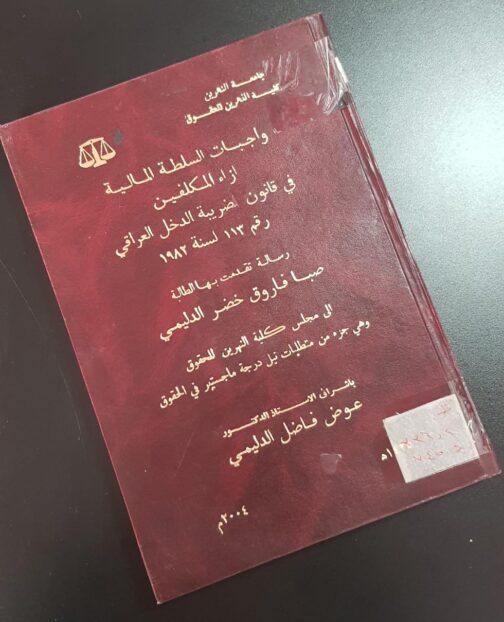 جامعة النهرين
كلية النهرين للحقوق
واجبات السلطة المالية
ازاء المكلفين
في قانون ضريبة الدخل العراقي
رقم ١١٣ لسنة ١٩٨٢
رسالة تقدمت بها الطالبة
صبا فاروق خضر الدليمي
الى مجلس كلية النهرين للحقوق
وهي جزء من متطلبات نيل درجة ماجستير في الحقوق
باشراف الاستاذ الدكتور
عوض فاضل الدليمي
٢٠٠٤م